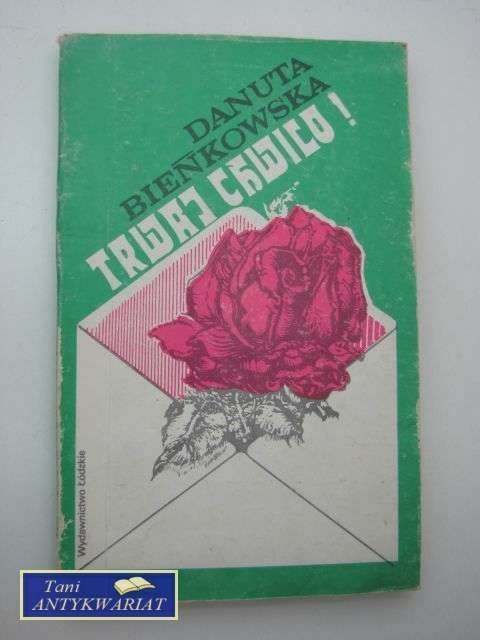 DANUTA
BIEŃKOWSKA
TRWAJ CHWILO!
Wydawnictwo Łódzkie
Tani
ANTYKWARIAT